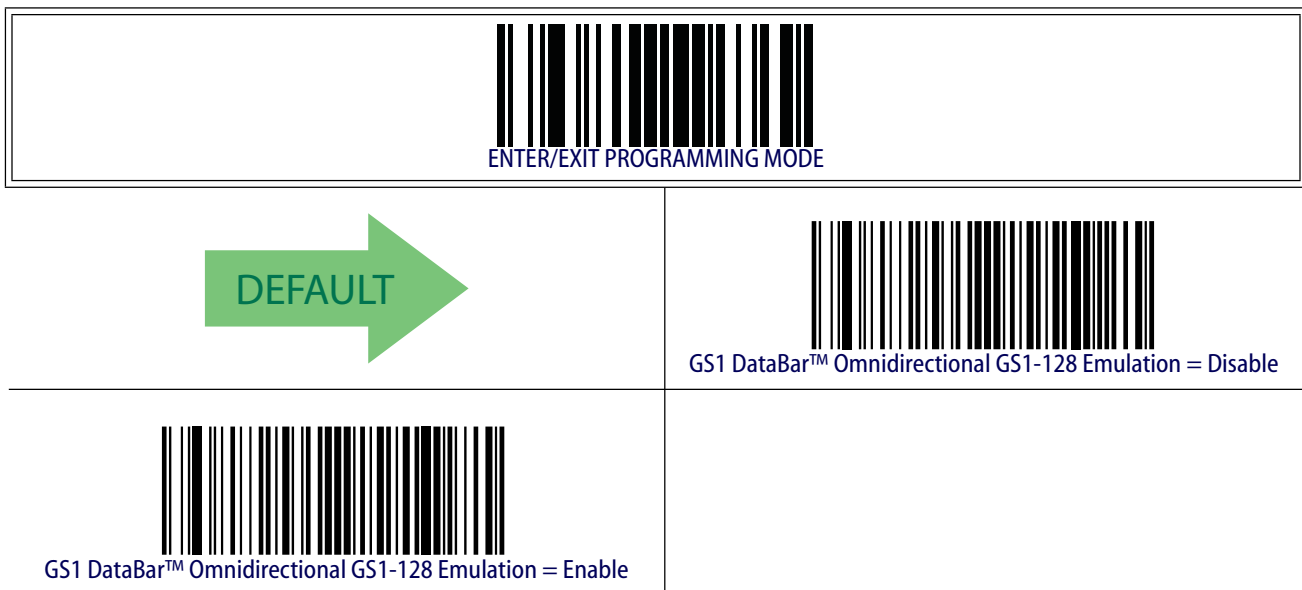 ENTER/EXIT PROGRAMMING MODE
DEFAULT
GS1 DataBar™ Omnidirectional GS1-128 Emulation = Disable
GS1 DataBar™ Omnidirectional GS1-128 Emulation = Enable